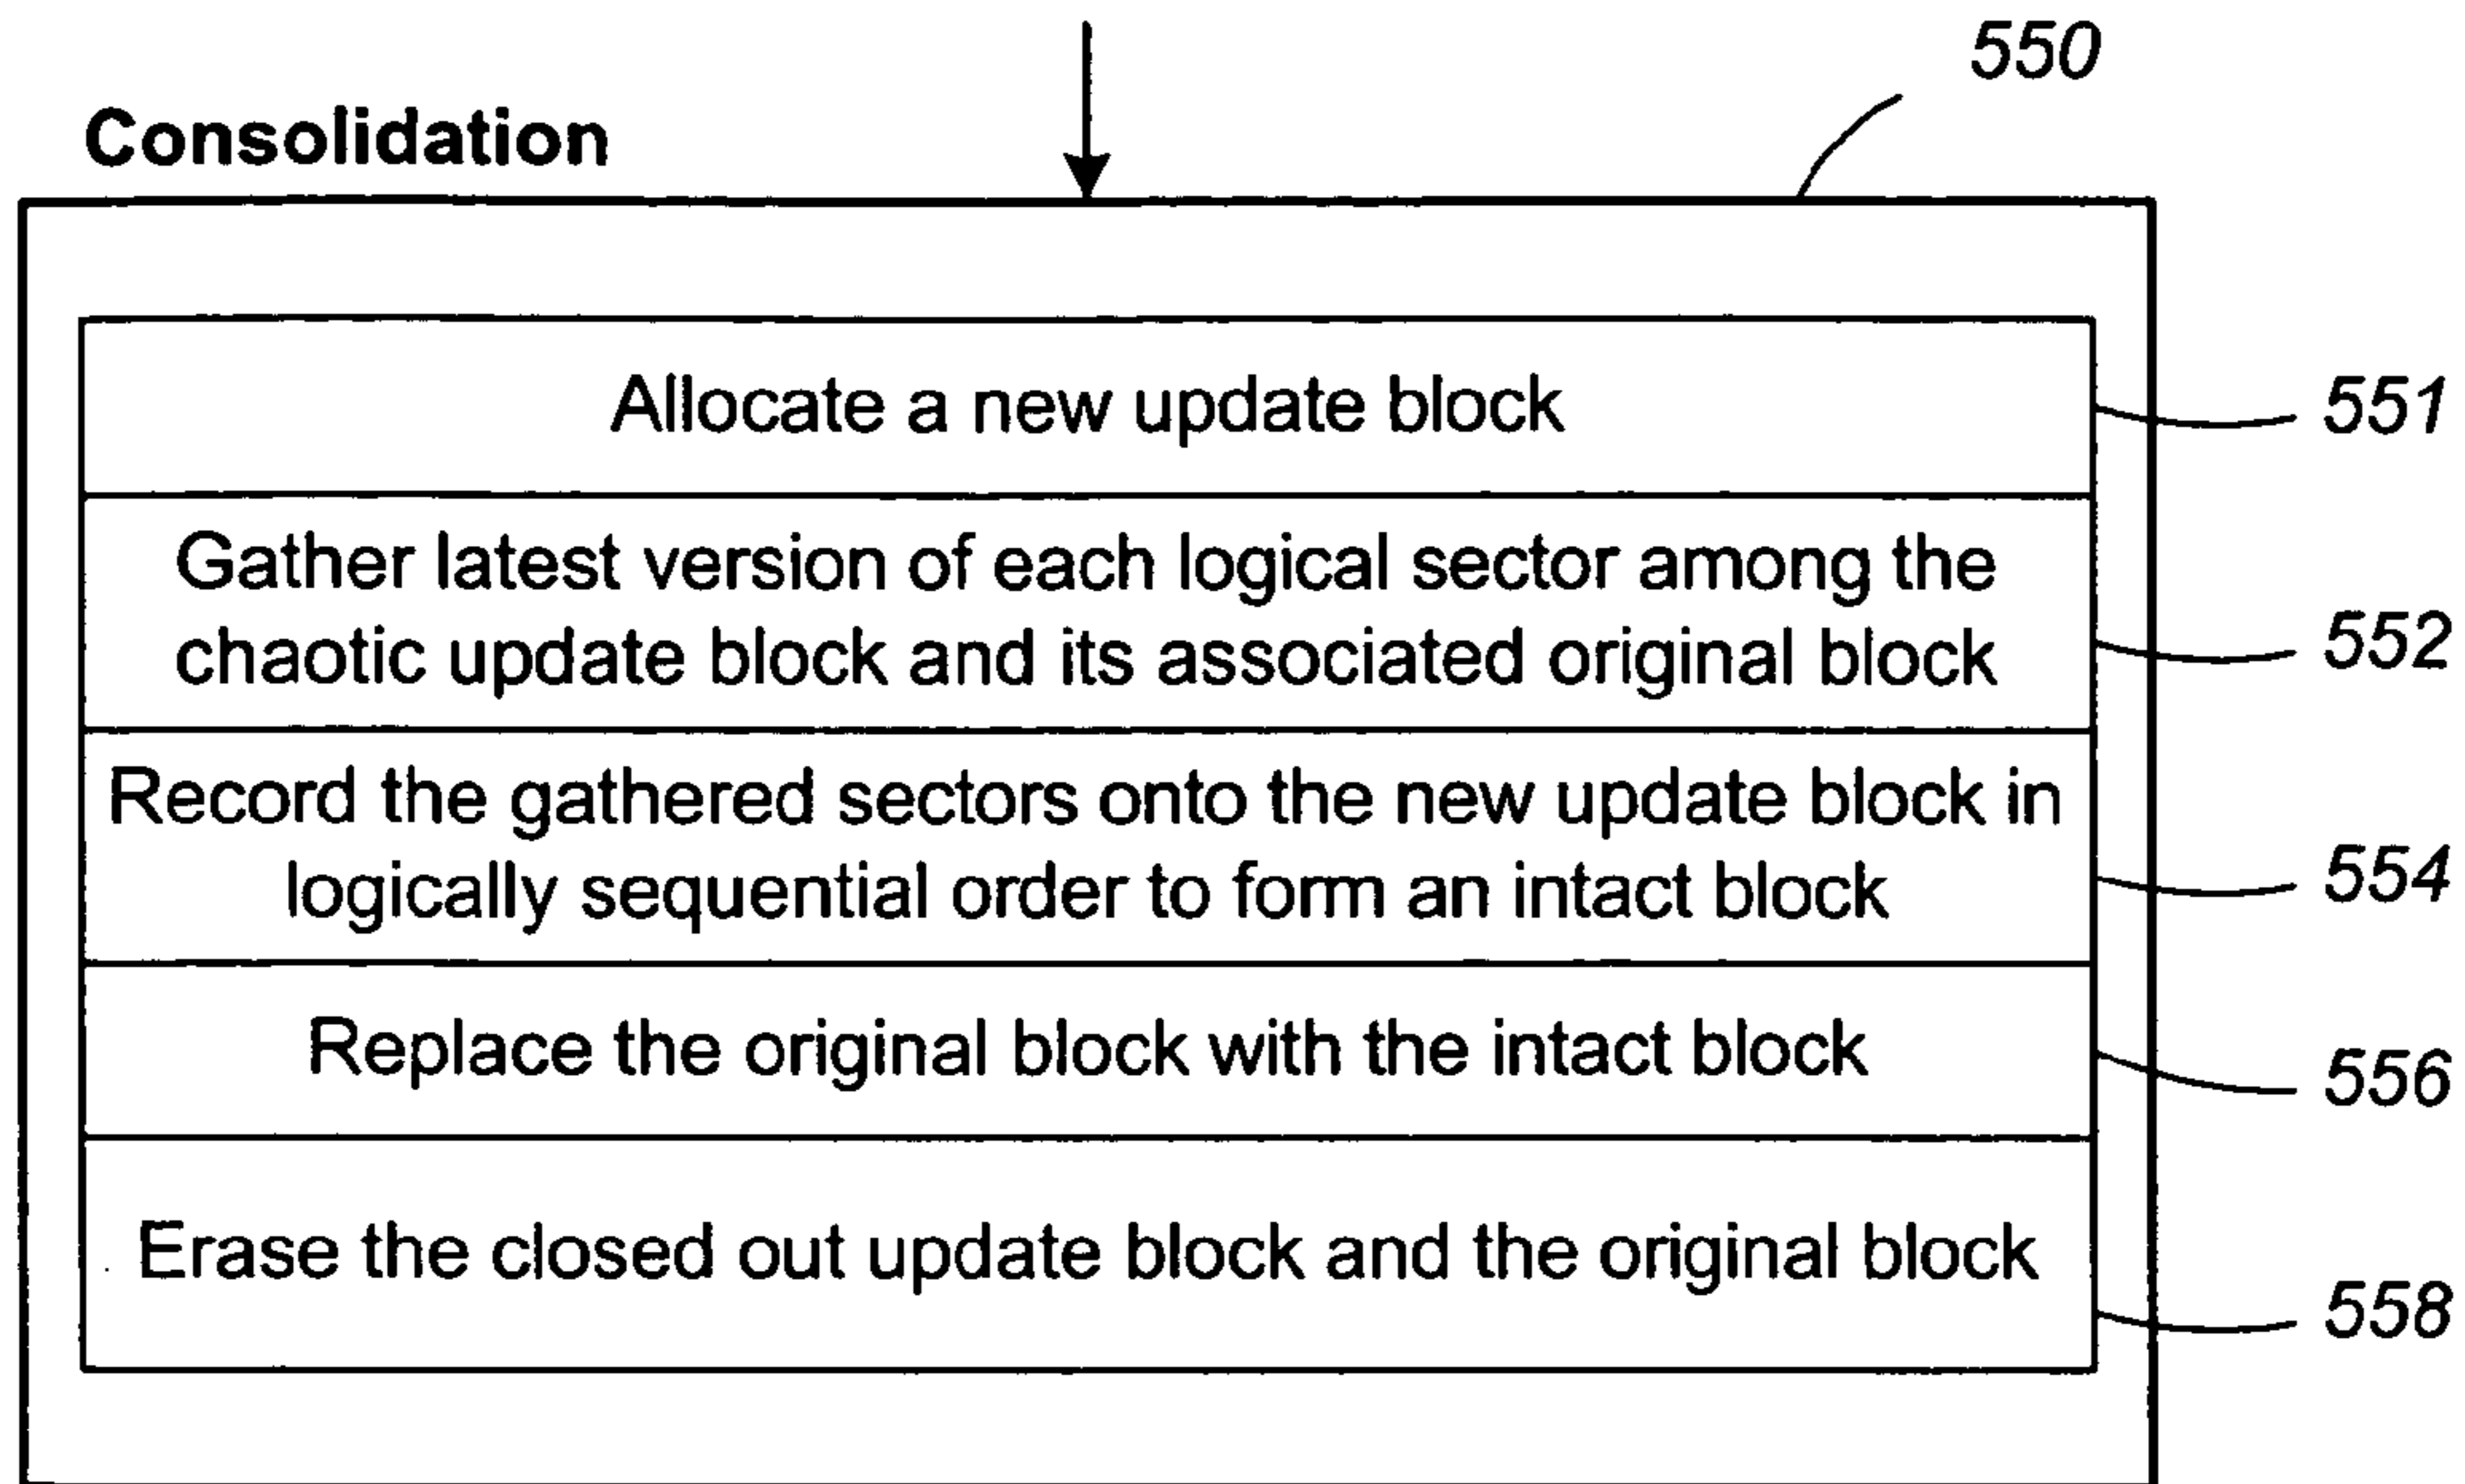 550
Consolidation
Allocate a new update block
551
Gather latest version of each logical sector among the
chaotic update block and its associated original block
552
Record the gathered sectors onto the new update block in
logically sequential order to form an intact block
554
Replace the original block with the intact block
556
Erase the closed out update block and the original block
558